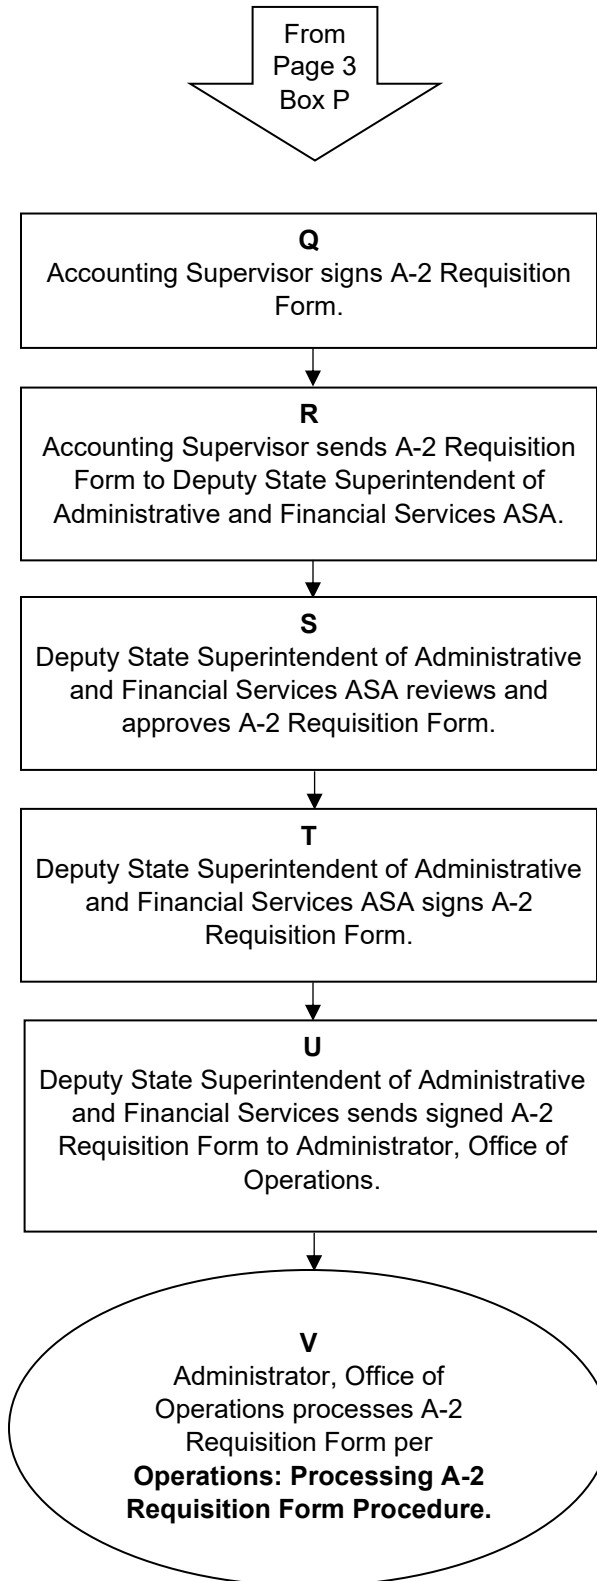 From
Page 3
Box P
Q
Accounting Supervisor signs A-2 Requisition
Form.
R
Accounting Supervisor sends A-2 Requisition
Form to Deputy State Superintendent of
Administrative and Financial Services ASA.
S
Deputy State Superintendent of Administrative
and Financial Services ASA reviews and
approves A-2 Requisition Form.
T
Deputy State Superintendent of Administrative
and Financial Services ASA signs A-2
Requisition Form.
U
Deputy State Superintendent of Administrative
and Financial Services sends signed A-2
Requisition Form to Administrator, Office of
Operations.
V
Administrator, Office of
Operations processes A-2
Requisition Form per
Operations: Processing A-2
Requisition Form Procedure.